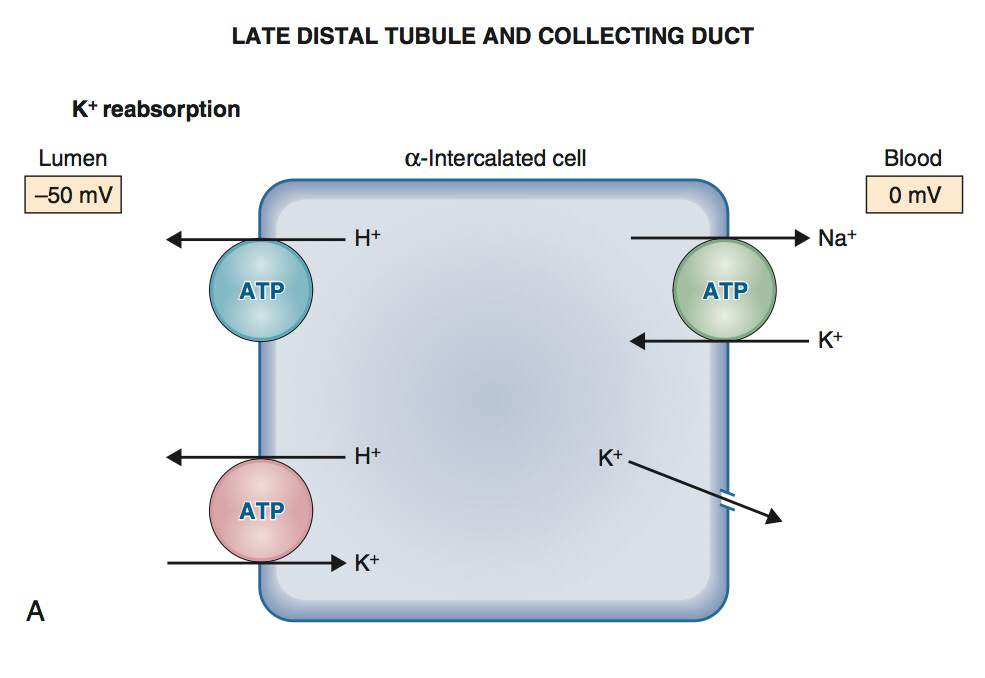 LATE DISTAL TUBULE AND COLLECTING DUCT
K⁺ reabsorption
Lumen
α-Intercalated cell
Blood
–50 mV
0 mV
H⁺
Na⁺
ATP
ATP
K⁺
H⁺
K⁺
ATP
K⁺
A